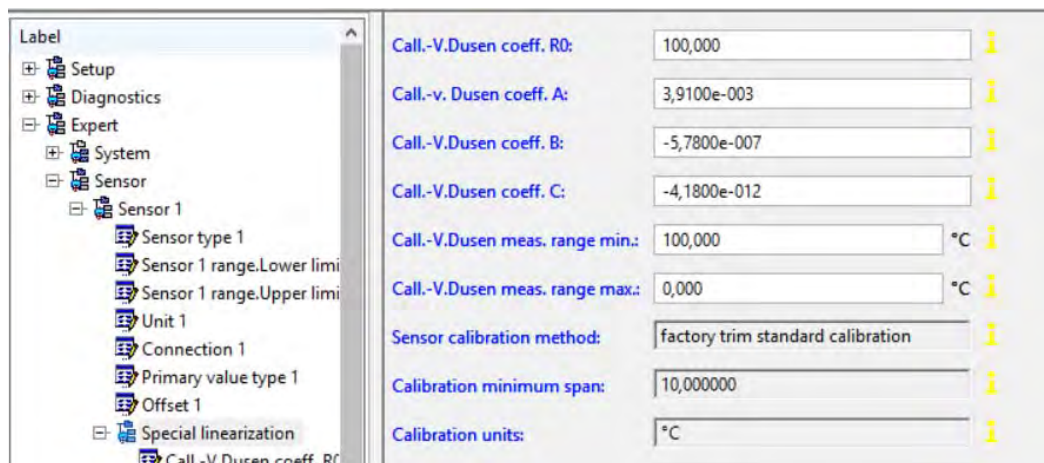 Label
Setup
Diagnostics
Expert
System
Sensor
Sensor 1
Sensor type 1
Sensor 1 range.Lower limi
Sensor 1 range.Upper limi
Unit 1
Connection 1
Primary value type 1
Offset 1
Special linearization
Call.-V.Dusen coeff. R0
Call.-V.Dusen coeff. R0: 100,000
Call.-v. Dusen coeff. A: 3,9100e-003
Call.-V.Dusen coeff. B: -5,7800e-007
Call.-V.Dusen coeff. C: -4,1800e-012
Call.-V.Dusen meas. range min.: 100,000 °C
Call.-V.Dusen meas. range max.: 0,000 °C
Sensor calibration method: factory trim standard calibration
Calibration minimum span: 10,000000
Calibration units: °C